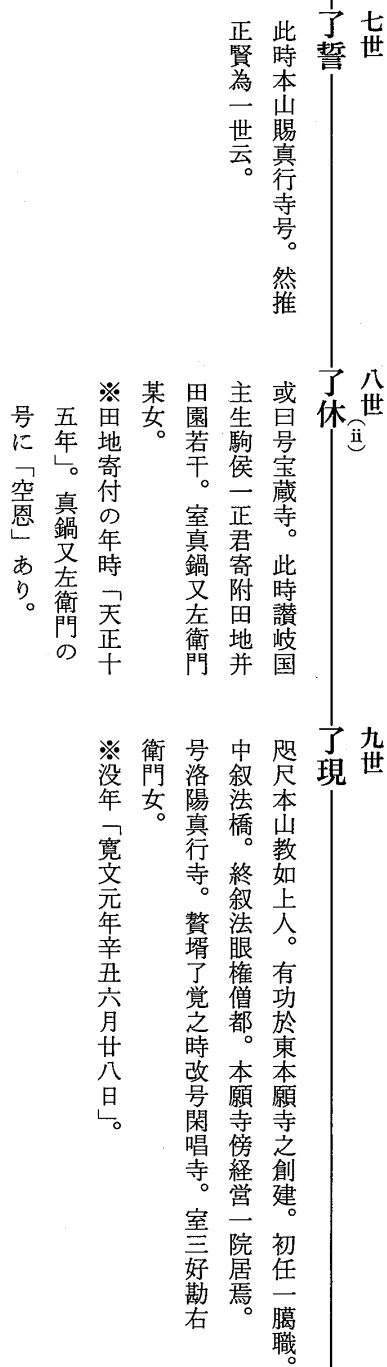 七世
了誓
此時本山賜真行寺号。然推
正賢為一世云。
八世
了休
(ⅱ)
或曰号宝蔵寺。此時讃岐国
主生駒侯一正君寄附田地并
田園若干。室真鍋又左衛門
某女。
※田地寄付の年時「天正十
五年」。真鍋又左衛門の
号に「空恩」あり。
九世
了現
咫尺本山教如上人。有功於東本願寺之創建。初任一臈職。
中叙法橋。終叙法眼権僧都。本願寺傍経営一院居焉。
号洛陽真行寺。贅壻了覚之時改号閑唱寺。室三好勘右
衛門女。
※没年「寛文元年辛丑六月廿八日」。